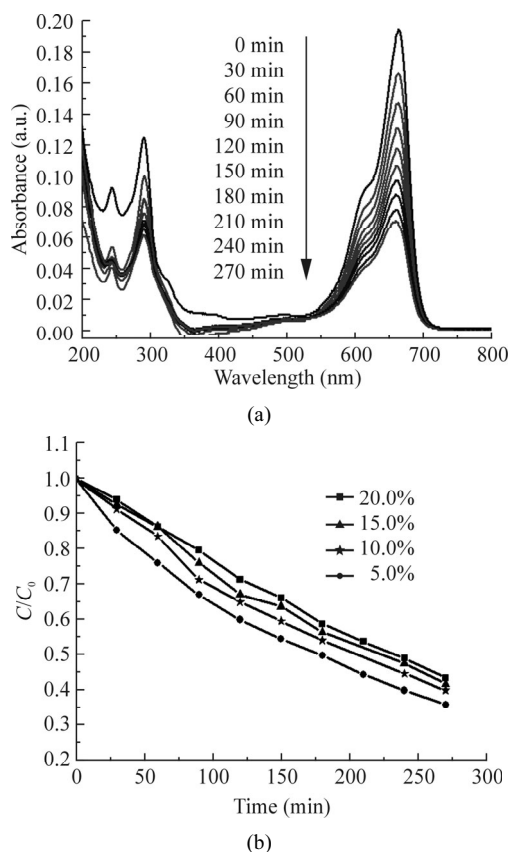 0.20
0.18
0.16
0.14
0.12
0.10
0.08
0.06
0.04
0.02
0.00
Absorbance (a.u.)
0 min
30 min
60 min
90 min
120 min
150 min
180 min
210 min
240 min
270 min
200 300 400 500 600 700 800
Wavelength (nm)
(a)
1.1
1.0
0.9
0.8
0.7
0.6
0.5
0.4
0.3
0.2
C/C0
20.0%
15.0%
10.0%
5.0%
0 50 100 150 200 250 300
Time (min)
(b)